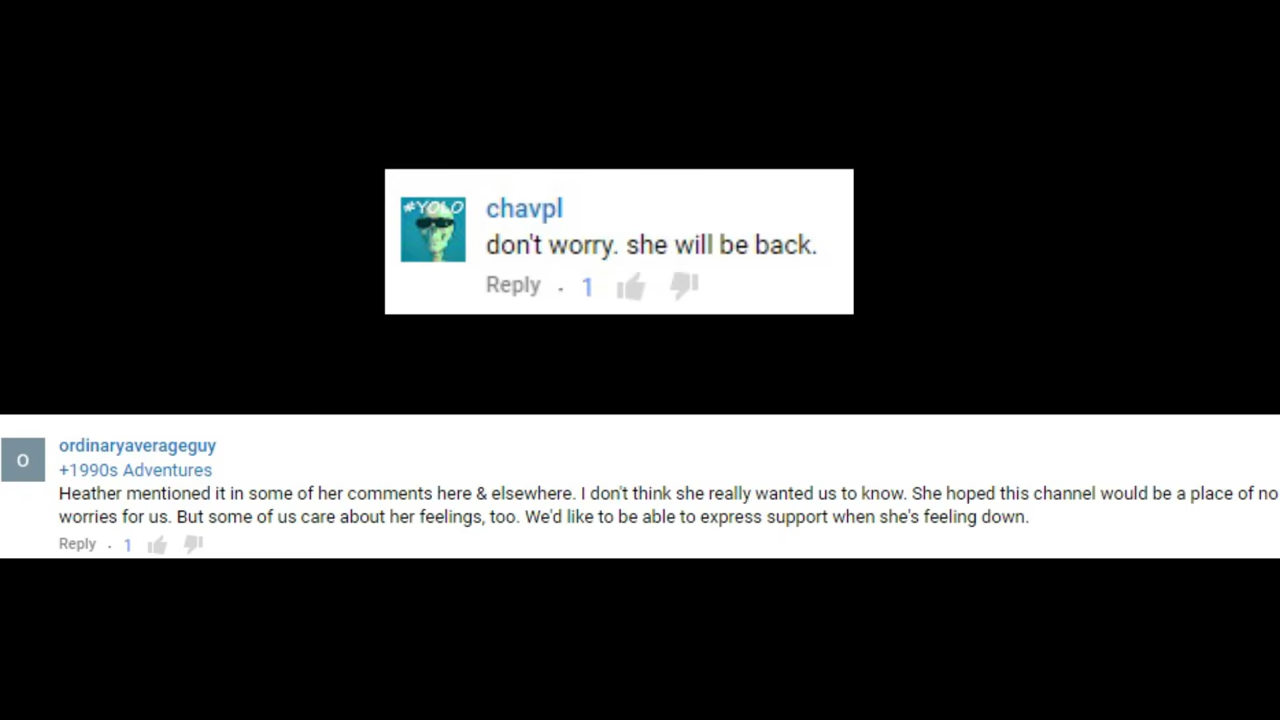 #YOLO
chavpl
don't worry. she will be back.
Reply . 1
O
ordinaryaverageguy
+1990s Adventures
Heather mentioned it in some of her comments here & elsewhere. I don't think she really wanted us to know. She hoped this channel would be a place of no
worries for us. But some of us care about her feelings, too. We'd like to be able to express support when she's feeling down.
Reply . 1